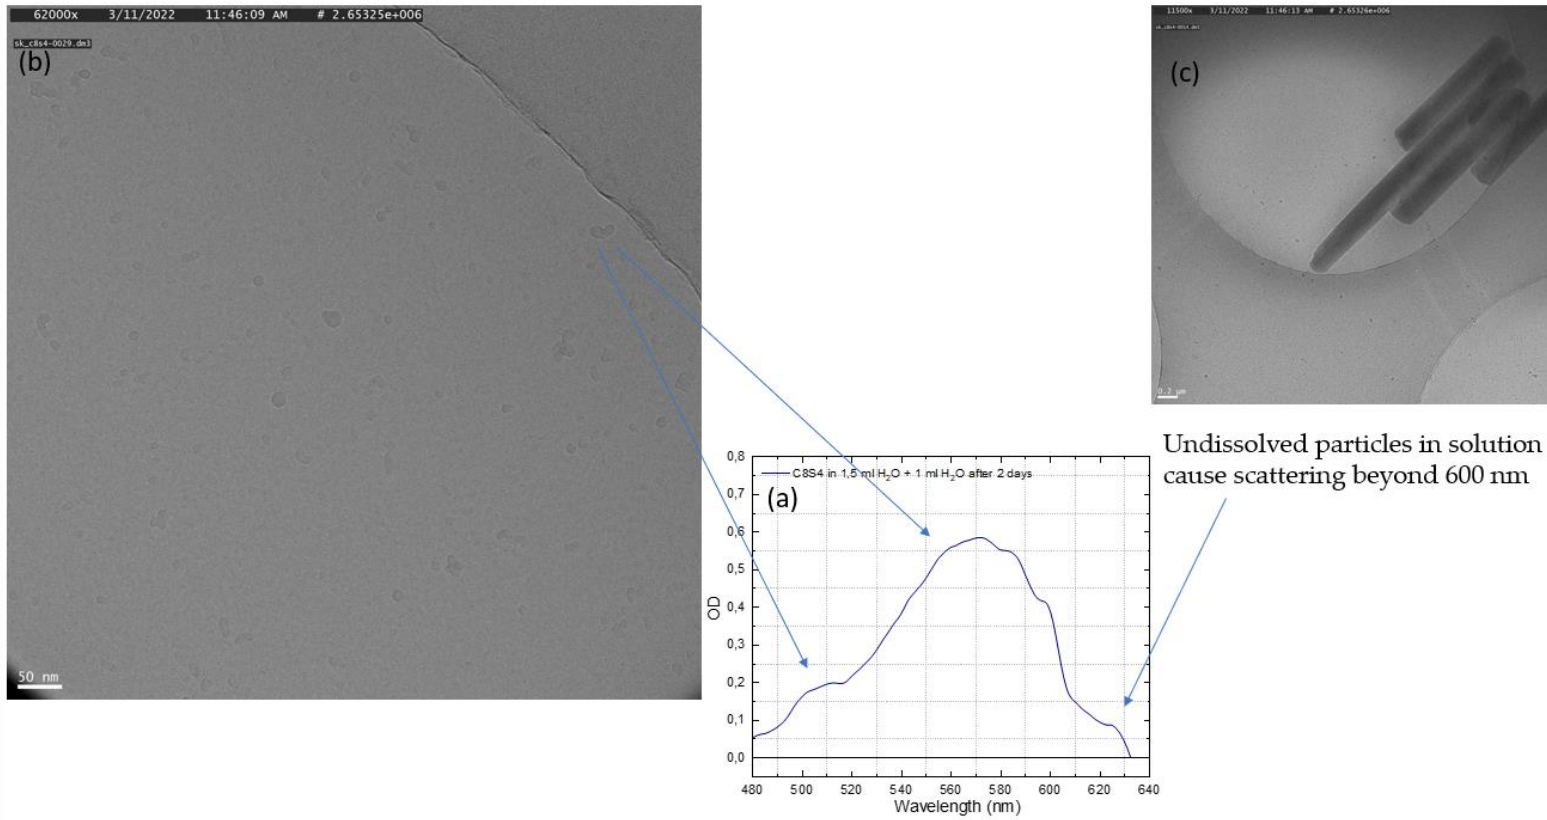 62000x 3/11/2022 11:46:09 AM # 2.65325e+006
sk_c8s4-0029.dm3
(b)
50 nm
11500x 3/11/2022 11:46:13 AM # 2.65326e+006
(c)
0.2 µm
Undissolved particles in solution
cause scattering beyond 600 nm
C8S4 in 1,5 ml H₂O + 1 ml H₂O after 2 days
(a)
0,8
0,7
0,6
0,5
0,4
0,3
0,2
0,1
0,0
OD
480 500 520 540 560 580 600 620 640
Wavelength (nm)